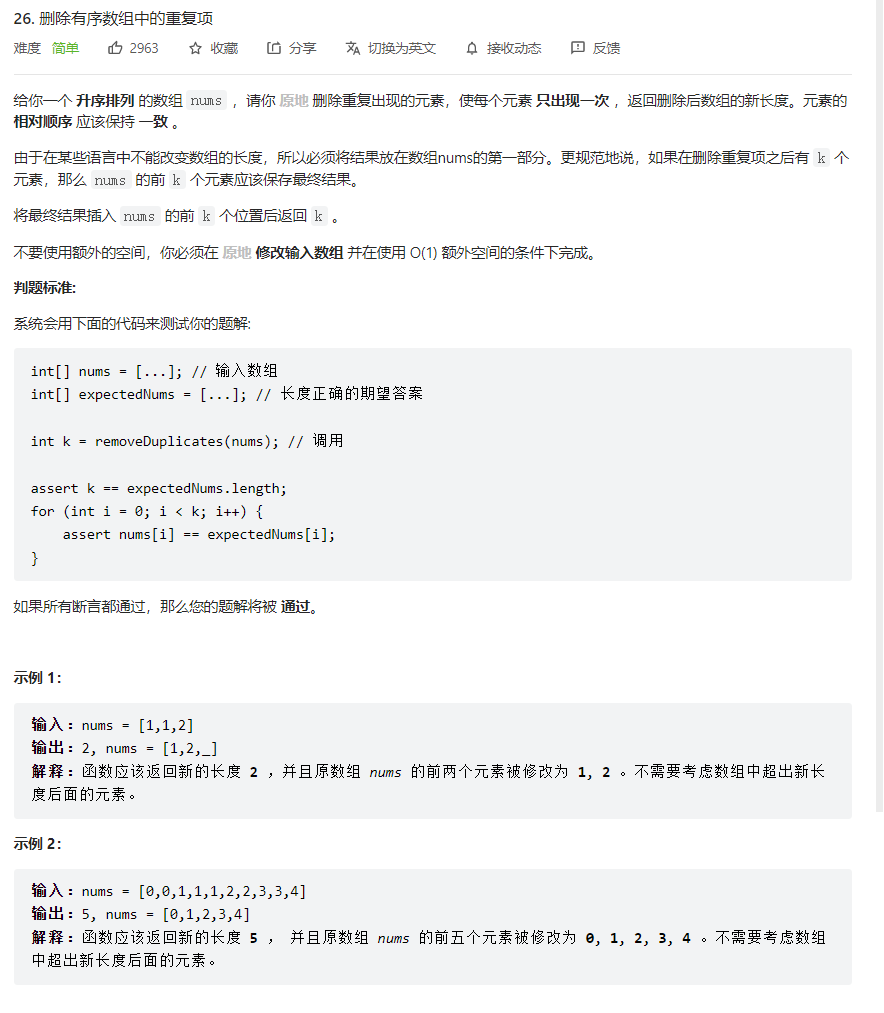 26. 删除有序数组中的重复项
难度 简单 2963 收藏 分享 切换为英文 接收动态 反馈
给你一个 升序排列 的数组 nums ，请你 原地 删除重复出现的元素，使每个元素 只出现一次 ，返回删除后数组的新长度。元素的
相对顺序 应该保持 一致 。
由于在某些语言中不能改变数组的长度，所以必须将结果放在数组nums的第一部分。更规范地说，如果在删除重复项之后有 k 个
元素，那么 nums 的前 k 个元素应该保存最终结果。
将最终结果插入 nums 的前 k 个位置后返回 k 。
不要使用额外的空间，你必须在 原地 修改输入数组 并在使用 O(1) 额外空间的条件下完成。
判题标准:
系统会用下面的代码来测试你的题解:
int[] nums = [...]; // 输入数组
int[] expectedNums = [...]; // 长度正确的期望答案
int k = removeDuplicates(nums); // 调用
assert k == expectedNums.length;
for (int i = 0; i < k; i++) {
    assert nums[i] == expectedNums[i];
}
如果所有断言都通过，那么您的题解将被 通过。
示例 1：
输入：nums = [1,1,2]
输出：2, nums = [1,2,_]
解释：函数应该返回新的长度 2 ，并且原数组 nums 的前两个元素被修改为 1, 2 。不需要考虑数组中超出新长
度后面的元素。
示例 2：
输入：nums = [0,0,1,1,1,2,2,3,3,4]
输出：5, nums = [0,1,2,3,4]
解释：函数应该返回新的长度 5 ， 并且原数组 nums 的前五个元素被修改为 0, 1, 2, 3, 4 。不需要考虑数组
中超出新长度后面的元素。